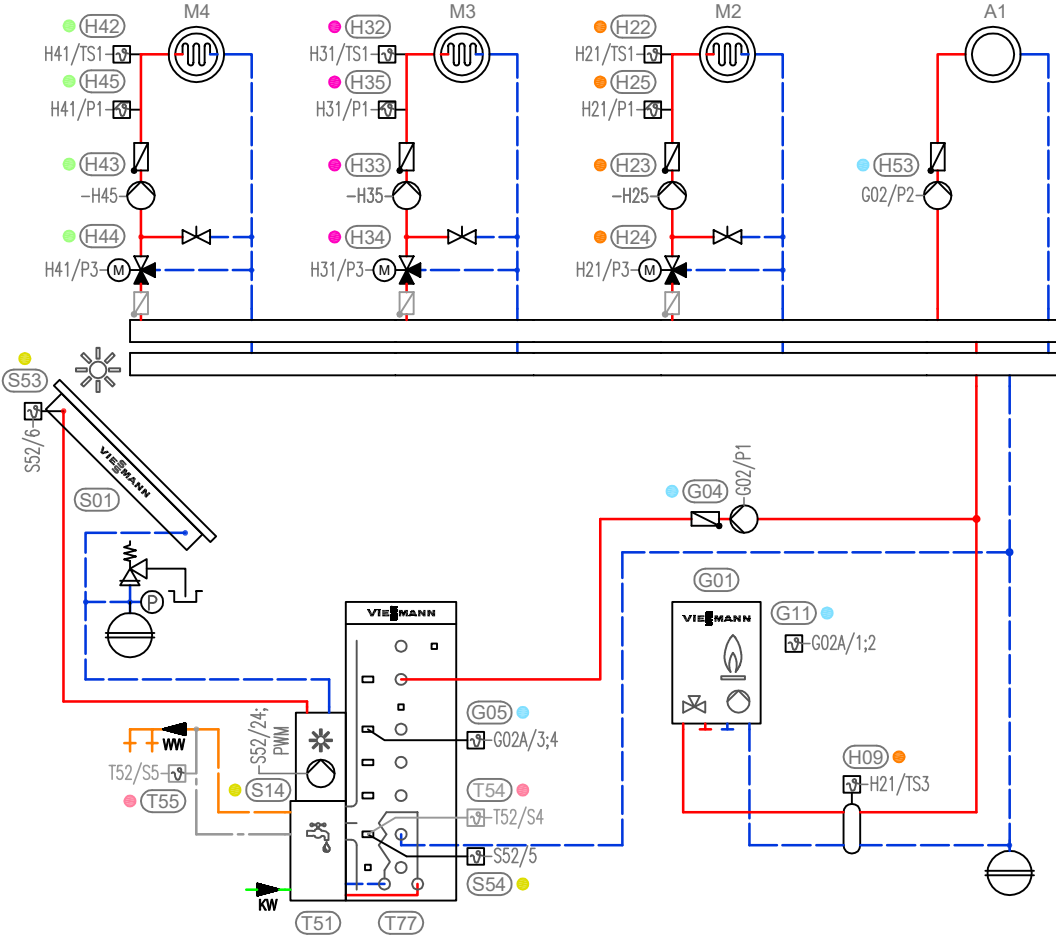 M4
M3
M2
A1
H42
H32
H22
H41/TS1
H31/TS1
H21/TS1
H45
H35
H25
H41/P1
H31/P1
H21/P1
H43
H33
H23
H53
-H45
-H35
-H25
G02/P2
H44
H34
H24
H41/P3
M
H31/P3
M
H21/P3
M
S53
S52/6
VIESSMANN
S01
G04
G02/P1
P
G01
VIESSMANN
VIESSMANN
G11
G02A/1;2
S52/24;
PWM
G05
G02A/3;4
WW
T52/S5
T55
S14
H09
H21/TS3
T54
T52/S4
S52/5
S54
KW
T51
T77